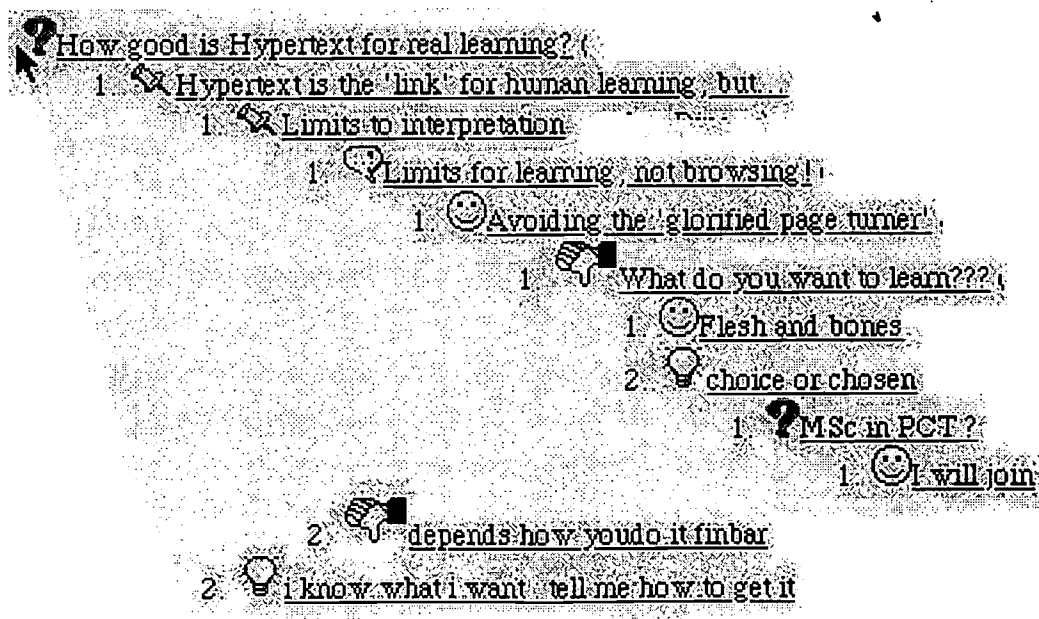 How good is Hypertext for real learning? (
1. Hypertext is the 'link' for human learning, but...
1. Limits to interpretation
1. Limits for learning, not browsing!
1. Avoiding the 'glorified page turner'
1. What do you want to learn??? (
1. Flesh and bones
2. choice or chosen
1. MSc in PCT?
1. I will join
2. depends how youdo it finbar
2. i know what i want tell me how to get it